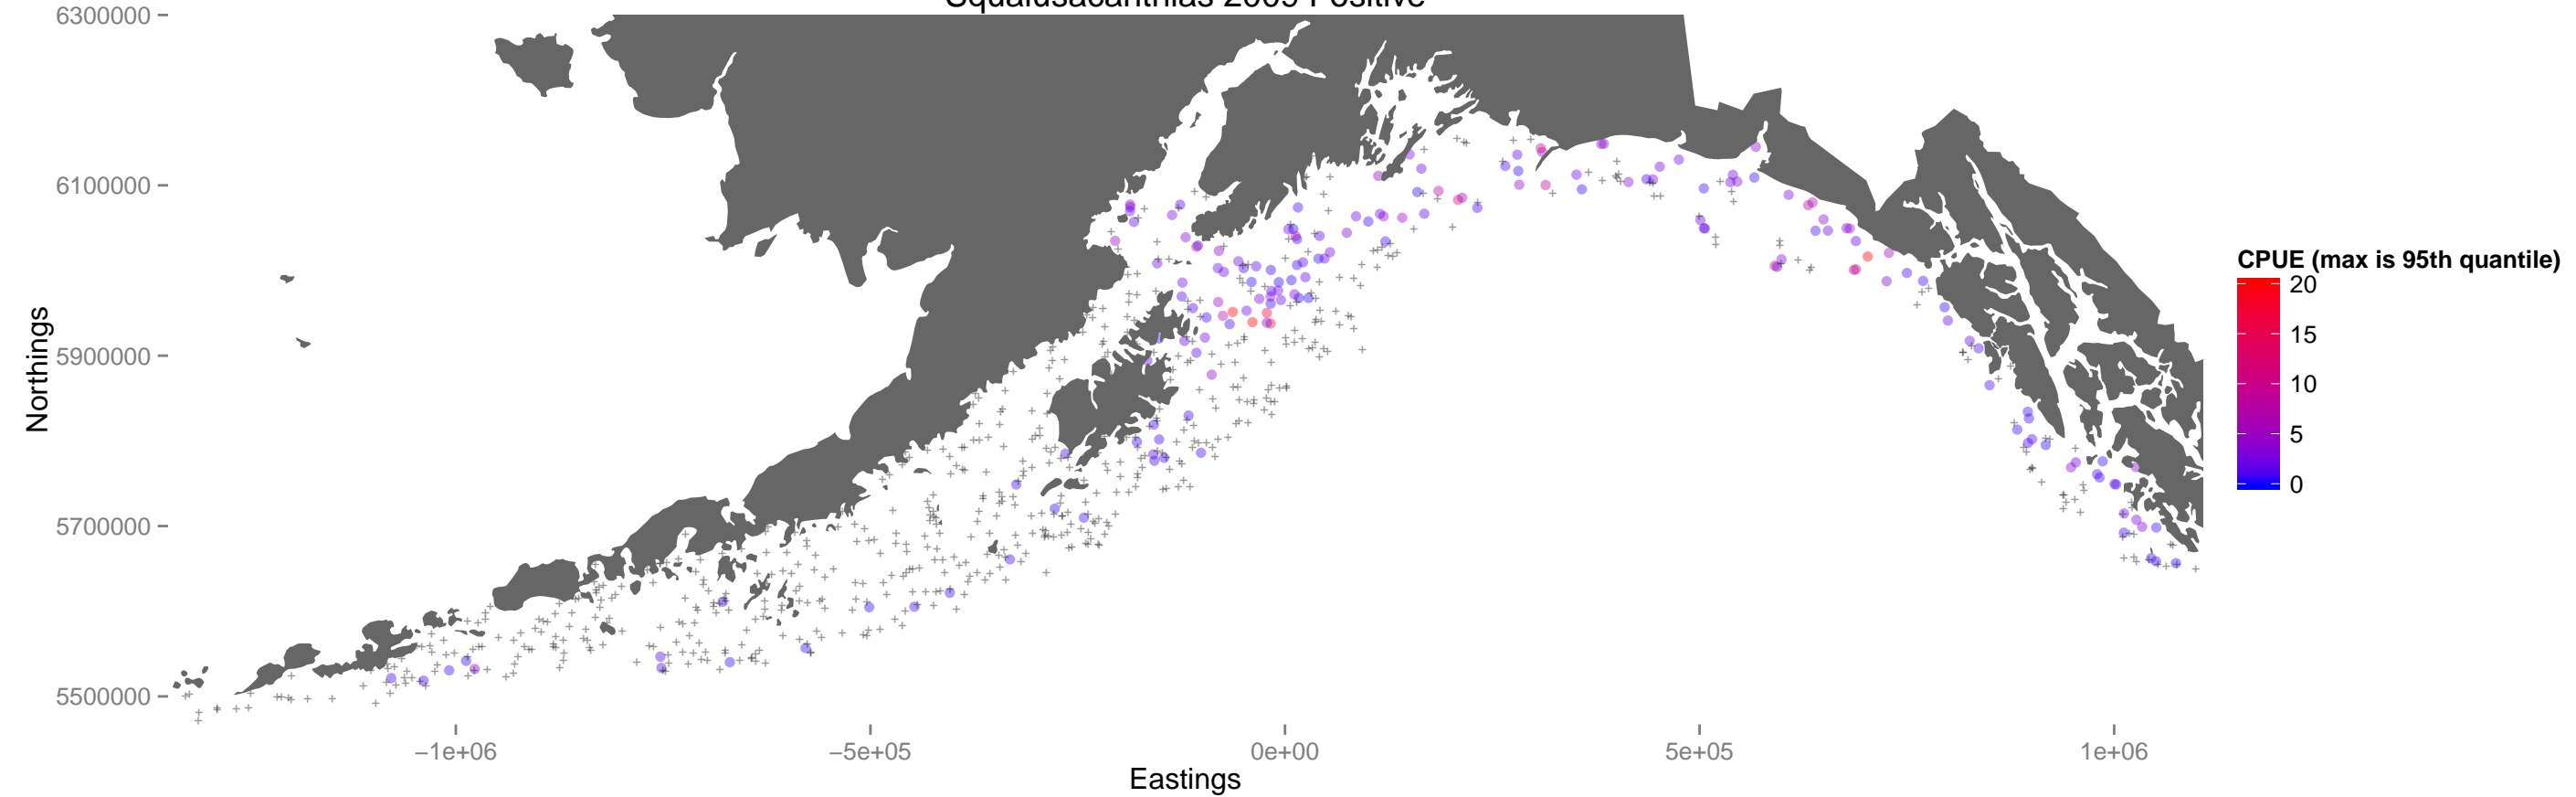 Squalusacanthias 2009 Positive
6300000
6100000
5900000
5700000
5500000
Northings
−1e+06
−5e+05
0e+00
5e+05
1e+06
Eastings
CPUE (max is 95th quantile)
20
15
10
5
0